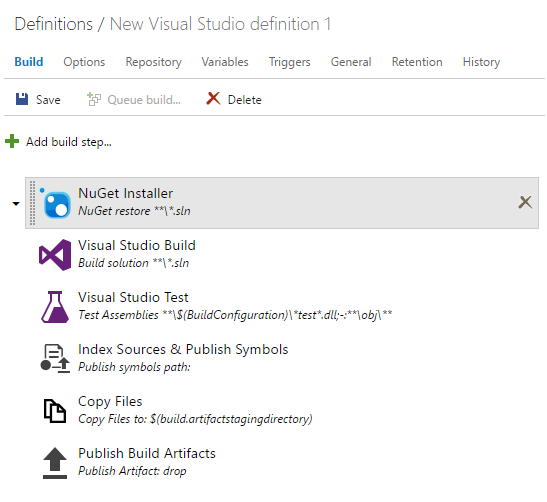 Definitions / New Visual Studio definition 1
Build Options Repository Variables Triggers General Retention History
Save Queue build... Delete
Add build step...
NuGet Installer
NuGet restore **\*.sln
Visual Studio Build
Build solution **\*.sln
Visual Studio Test
Test Assemblies **\$(BuildConfiguration)\*test*.dll;-:**\obj\**
Index Sources & Publish Symbols
Publish symbols path:
Copy Files
Copy Files to: $(build.artifactstagingdirectory)
Publish Build Artifacts
Publish Artifact: drop